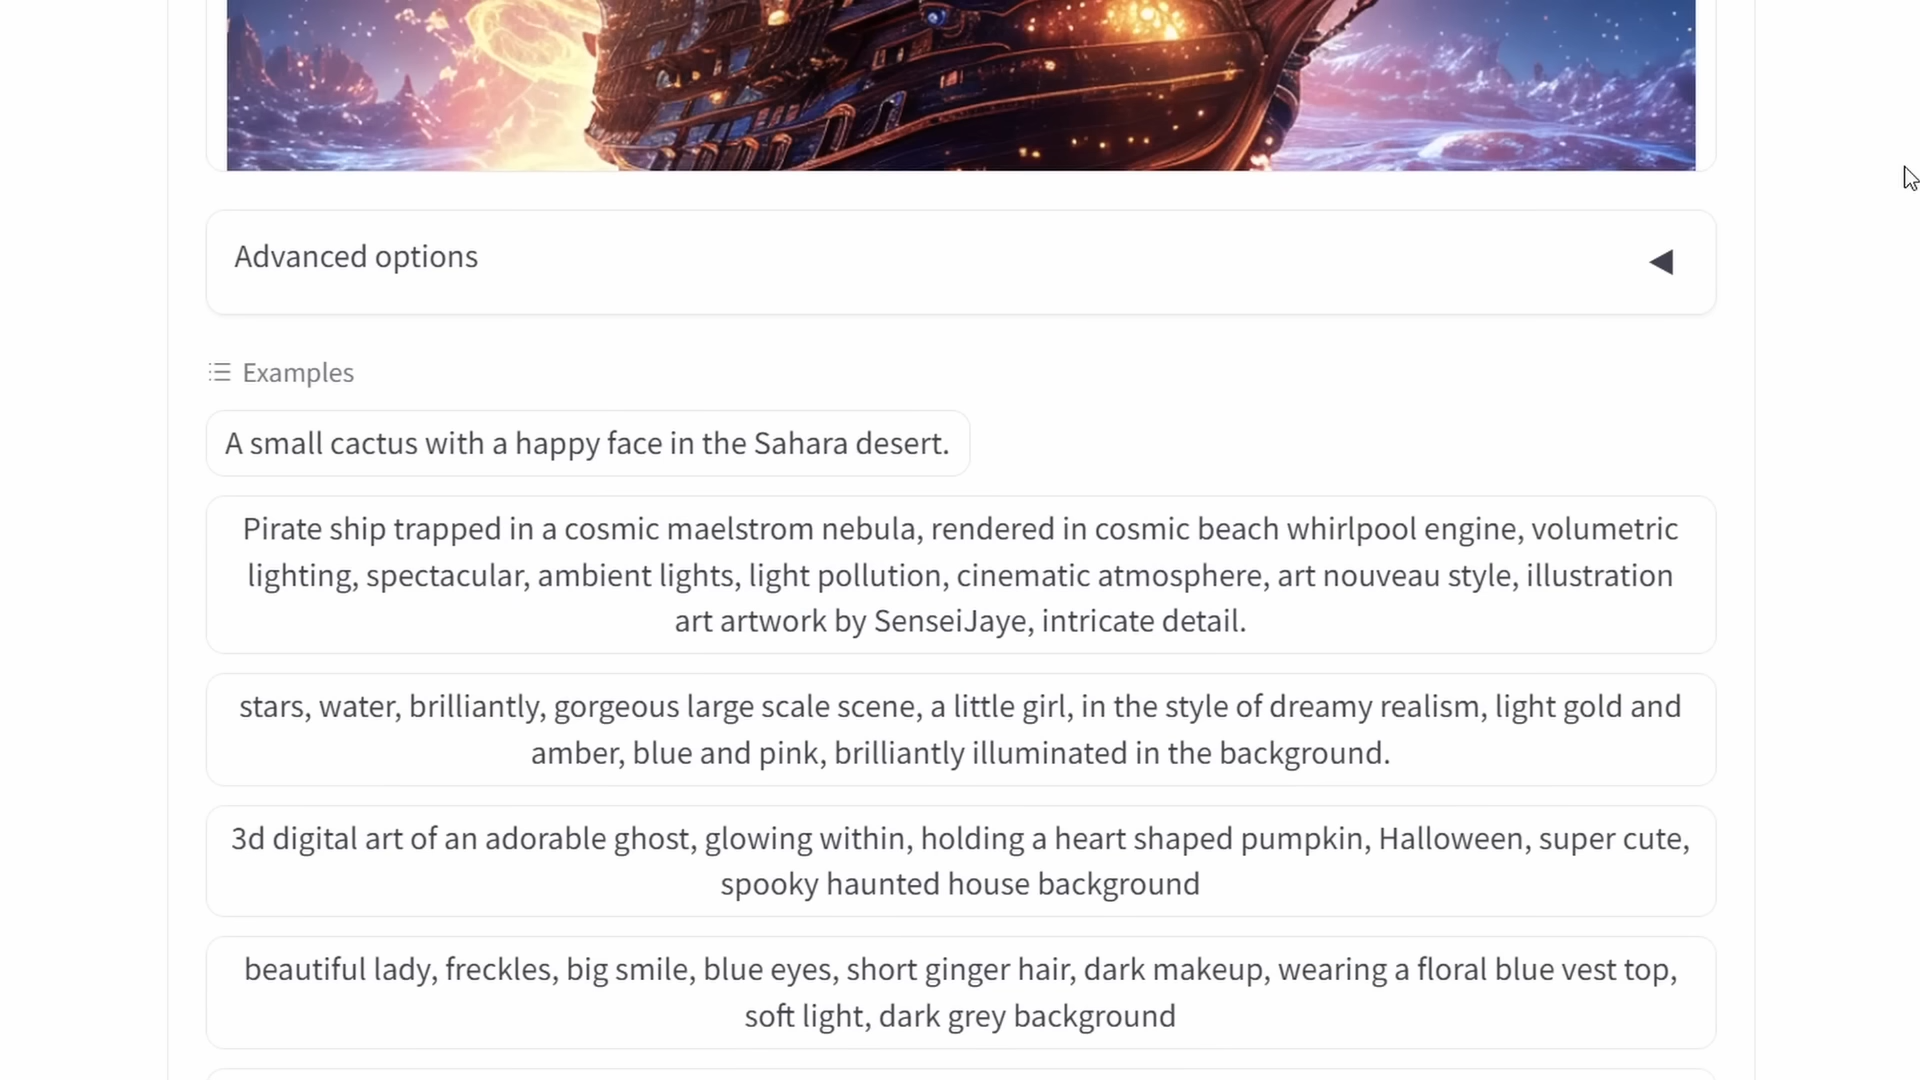 Advanced options
Examples
A small cactus with a happy face in the Sahara desert.
Pirate ship trapped in a cosmic maelstrom nebula, rendered in cosmic beach whirlpool engine, volumetric
lighting, spectacular, ambient lights, light pollution, cinematic atmosphere, art nouveau style, illustration
art artwork by SenseiJaye, intricate detail.
stars, water, brilliantly, gorgeous large scale scene, a little girl, in the style of dreamy realism, light gold and
amber, blue and pink, brilliantly illuminated in the background.
3d digital art of an adorable ghost, glowing within, holding a heart shaped pumpkin, Halloween, super cute,
spooky haunted house background
beautiful lady, freckles, big smile, blue eyes, short ginger hair, dark makeup, wearing a floral blue vest top,
soft light, dark grey background